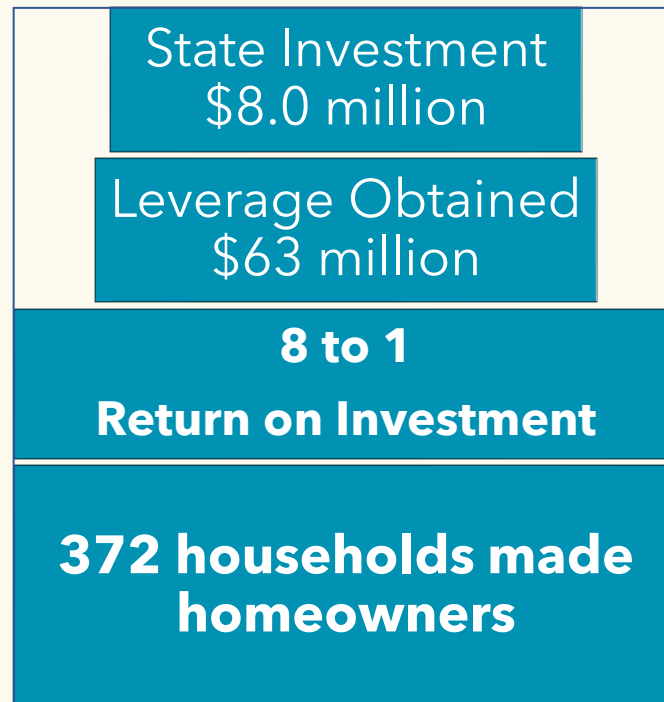 State Investment
$8.0 million
Leverage Obtained
$63 million
8 to 1
Return on Investment
372 households made
homeowners